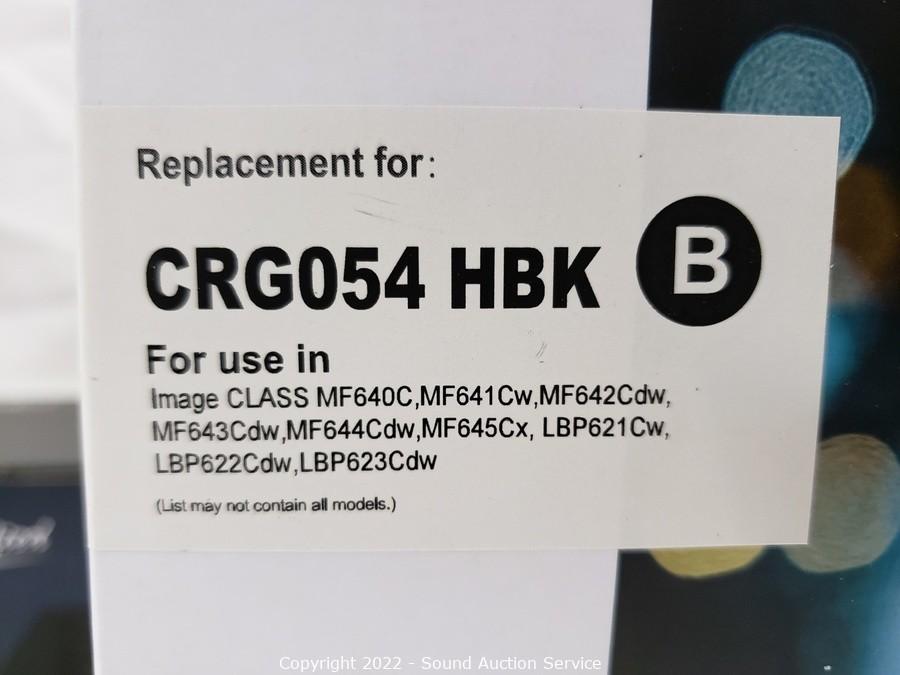 Replacement for:
CRG054 HBK B
For use in
Image CLASS MF640C,MF641Cw,MF642Cdw,
MF643Cdw,MF644Cdw,MF645Cx, LBP621Cw,
LBP622Cdw,LBP623Cdw
(List may not contain all models.)
Copyright 2022 - Sound Auction Service